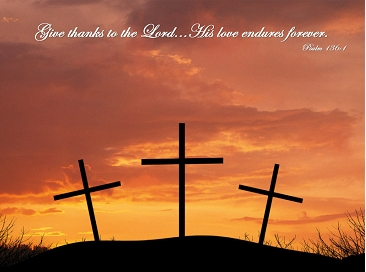 Give thanks to the Lord...His love endures forever.
Psalm 136:1